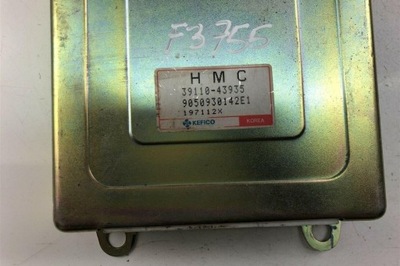 F3755
HMC
39110-43935
9050930142E1
197112X
KEFICO KOREA